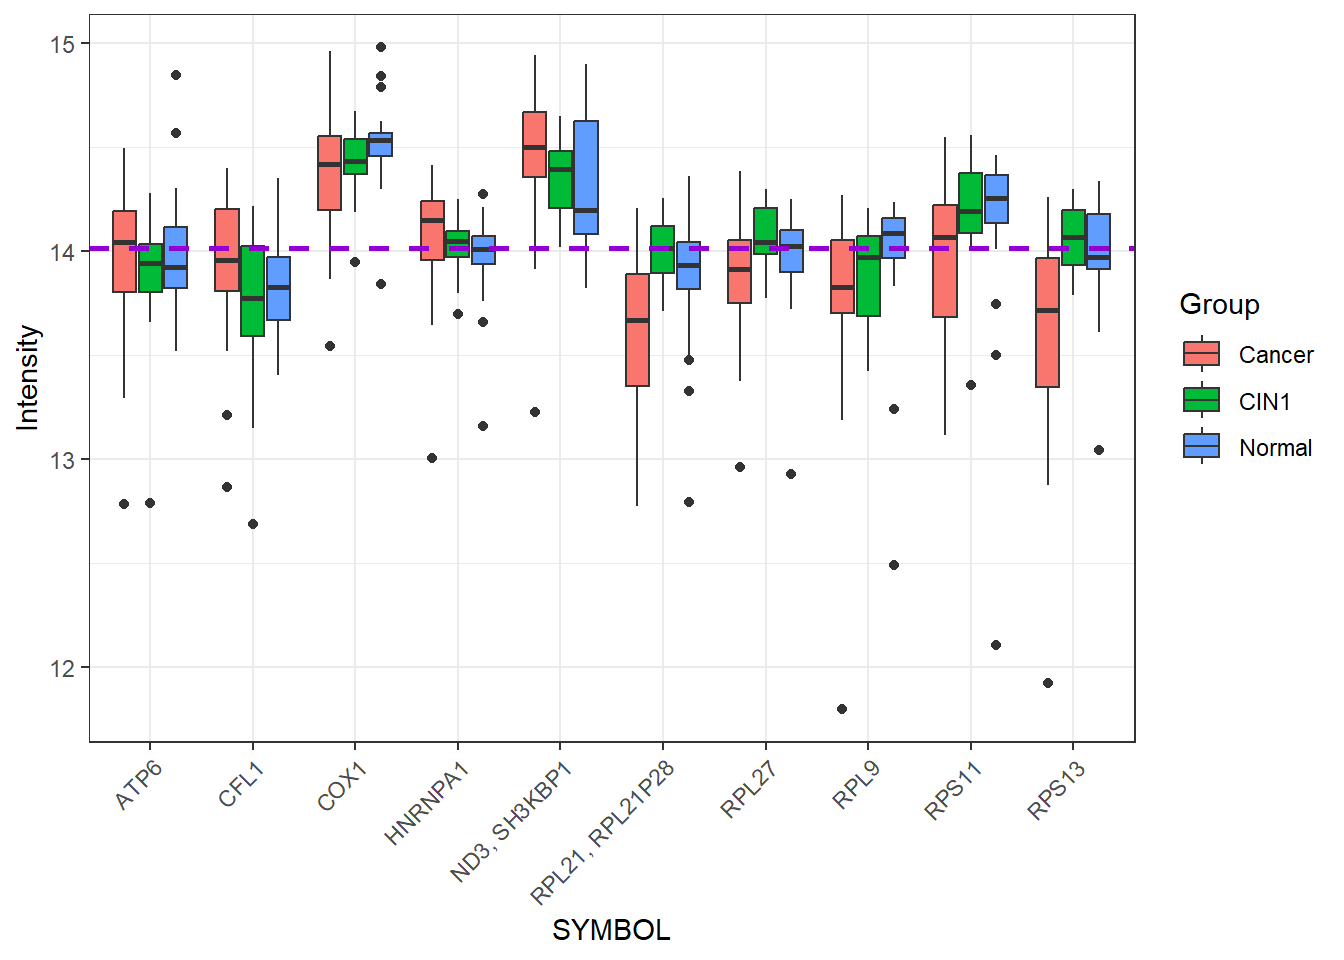 15
14
13
12
Intensity
ATP6
CFL1
COX1
HNRNPA1
ND3, SH3KBP1
RPL21, RPL21P28
RPL27
RPL9
RPS11
RPS13
SYMBOL
Group
Cancer
CIN1
Normal